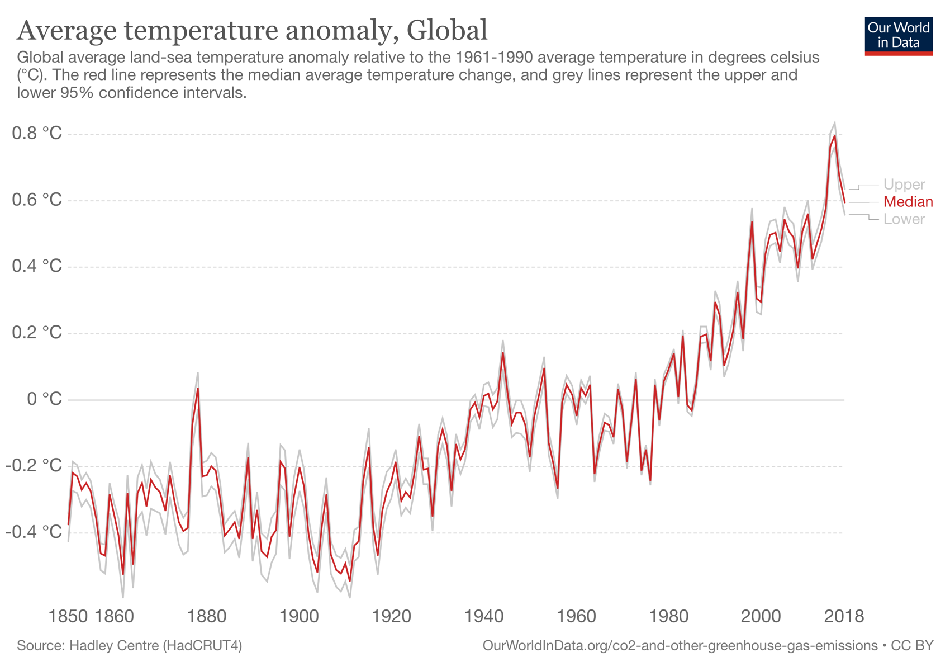 Average temperature anomaly, Global
Our World
in Data
Global average land-sea temperature anomaly relative to the 1961-1990 average temperature in degrees celsius
(°C). The red line represents the median average temperature change, and grey lines represent the upper and
lower 95% confidence intervals.
0.8 °C
0.6 °C
0.4 °C
0.2 °C
0 °C
-0.2 °C
-0.4 °C
Upper
Median
Lower
1850 1860 1880 1900 1920 1940 1960 1980 2000 2018
Source: Hadley Centre (HadCRUT4) OurWorldInData.org/co2-and-other-greenhouse-gas-emissions • CC BY